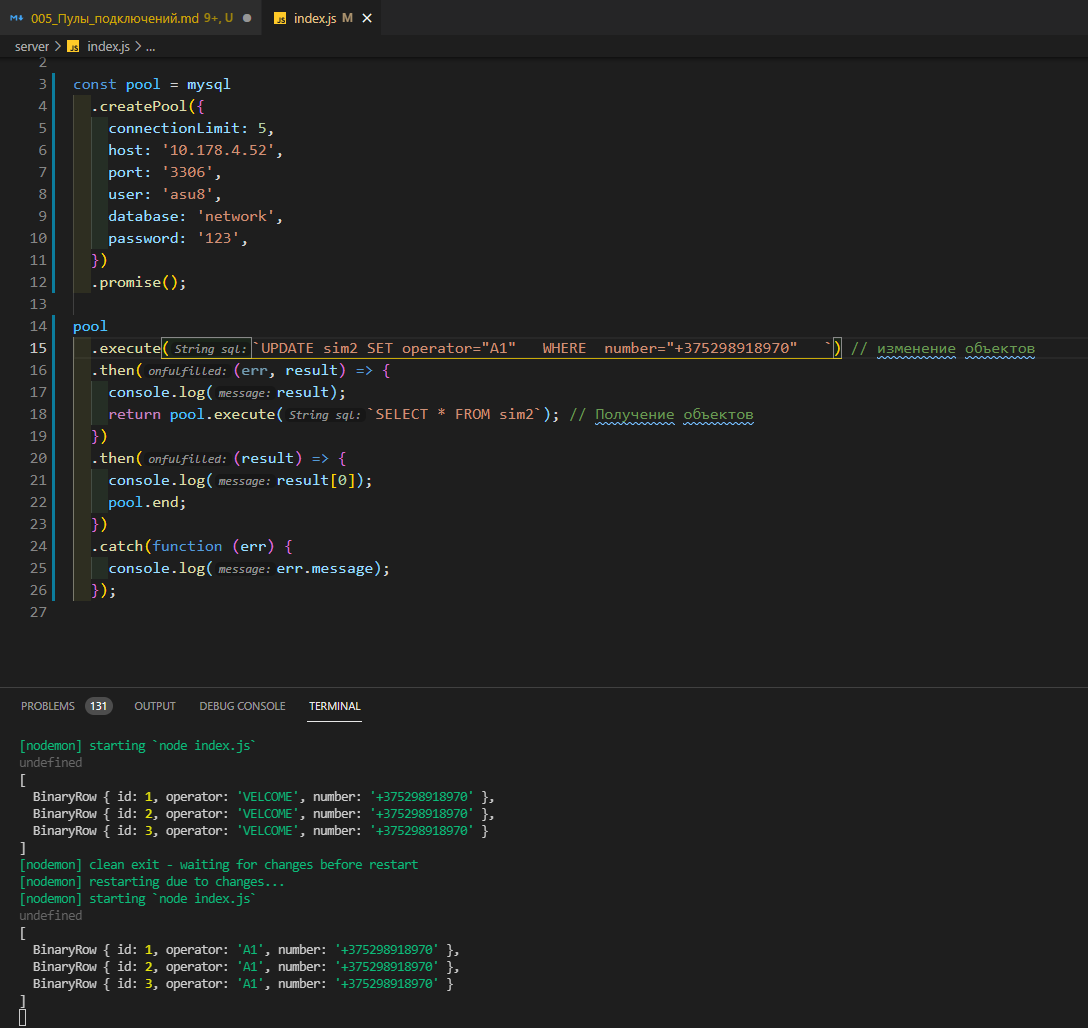 M↓ 005_Пулы_подключений.md 9+, U ● JS index.js M ×
server > JS index.js > ...
2
3 const pool = mysql
4 .createPool({
5 connectionLimit: 5,
6 host: '10.178.4.52',
7 port: '3306',
8 user: 'asu8',
9 database: 'network',
10 password: '123',
11 })
12 .promise();
13
14 pool
15 .execute(String sql:`UPDATE sim2 SET operator="A1"   WHERE  number="+375298918970"   `) // изменение объектов
16 .then(onfulfilled:(err, result) => {
17 console.log(message:result);
18 return pool.execute(String sql:`SELECT * FROM sim2`); // Получение объектов
19 })
20 .then(onfulfilled:(result) => {
21 console.log(message:result[0]);
22 pool.end;
23 })
24 .catch(function (err) {
25 console.log(message:err.message);
26 });
27
PROBLEMS 131 OUTPUT DEBUG CONSOLE TERMINAL
[nodemon] starting `node index.js`
undefined
[
BinaryRow { id: 1, operator: 'VELCOME', number: '+375298918970' },
BinaryRow { id: 2, operator: 'VELCOME', number: '+375298918970' },
BinaryRow { id: 3, operator: 'VELCOME', number: '+375298918970' }
]
[nodemon] clean exit - waiting for changes before restart
[nodemon] restarting due to changes...
[nodemon] starting `node index.js`
undefined
[
BinaryRow { id: 1, operator: 'A1', number: '+375298918970' },
BinaryRow { id: 2, operator: 'A1', number: '+375298918970' },
BinaryRow { id: 3, operator: 'A1', number: '+375298918970' }
]